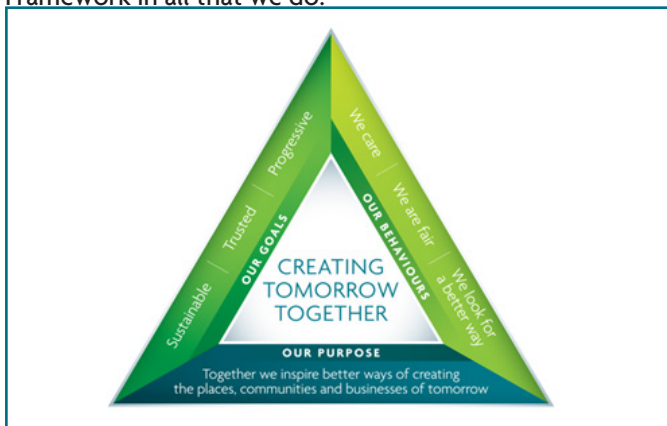 Framework in all that we do.
Progressive
Trusted
Sustainable
OUR GOALS
We care
We are fair
We look for
a better way
OUR BEHAVIOURS
CREATING
TOMORROW
TOGETHER
OUR PURPOSE
Together we inspire better ways of creating
the places, communities and businesses of tomorrow